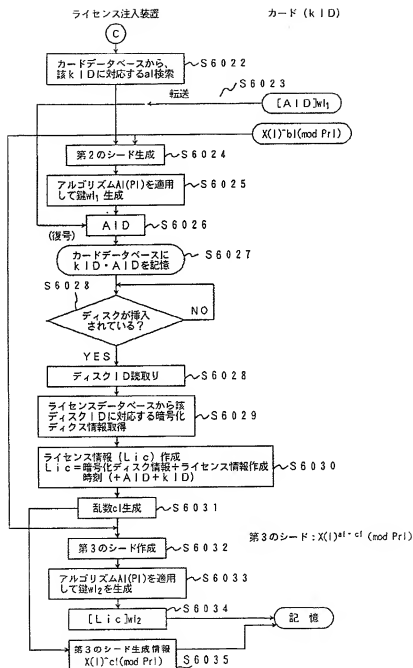 ライセンス注入装置
カード(kID)
C
カードデータベースから、
該kIDに対応するal検索
S6022
S6023
転送
[AID]wl₁
X(l)^bl(mod Prl)
第2のシード生成
S6024
アルゴリズムAl(Pl)を適用
して鍵wl₁生成
S6025
AID
S6026
(復号)
カードデータベースに
kID・AIDを記憶
S6027
S6028
ディスクが挿入
されている?
NO
YES
ディスクID読取り
S6028
ライセンスデータベースから該
ディスクIDに対応する暗号化
ディクス情報取得
S6029
ライセンス情報(Lic)作成
Lic=暗号化ディスク情報+ライセンス情報作成
時刻(+AID+kID)
S6030
乱数cl生成
S6031
第3のシード作成
S6032
第3のシード:X(l)^al・cl (mod Prl)
アルゴリズムAl(Pl)を適用
して鍵wl₂を生成
S6033
[Lic]wl₂
S6034
記憶
第3のシード生成情報
X(l)^cl(mod Prl)
S6035